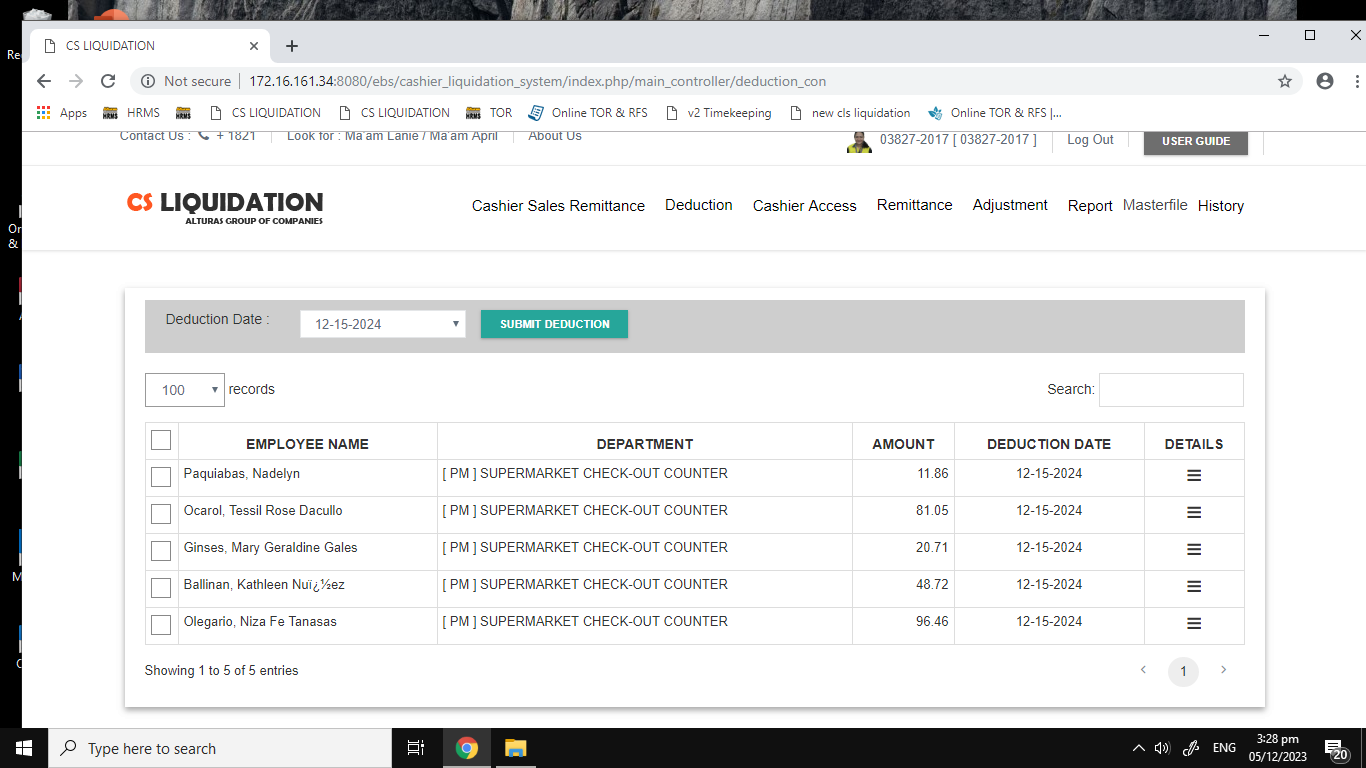 Re
CS LIQUIDATION
Not secure 172.16.161.34:8080/ebs/cashier_liquidation_system/index.php/main_controller/deduction_con
Apps HRMS CS LIQUIDATION CS LIQUIDATION TOR Online TOR & RFS v2 Timekeeping new cls liquidation Online TOR & RFS |...
Contact Us : + 1821 Look for : Ma'am Lanie / Ma'am April About Us 03827-2017 [ 03827-2017 ] Log Out USER GUIDE
CS LIQUIDATION
ALTURAS GROUP OF COMPANIES
Cashier Sales Remittance Deduction Cashier Access Remittance Adjustment Report Masterfile History
Or
&
Deduction Date : 12-15-2024 SUBMIT DEDUCTION
100 records Search:
EMPLOYEE NAME DEPARTMENT AMOUNT DEDUCTION DATE DETAILS
Paquiabas, Nadelyn [ PM ] SUPERMARKET CHECK-OUT COUNTER 11.86 12-15-2024
Ocarol, Tessil Rose Dacullo [ PM ] SUPERMARKET CHECK-OUT COUNTER 81.05 12-15-2024
Ginses, Mary Geraldine Gales [ PM ] SUPERMARKET CHECK-OUT COUNTER 20.71 12-15-2024
Ballinan, Kathleen Nuï¿½ez [ PM ] SUPERMARKET CHECK-OUT COUNTER 48.72 12-15-2024
Olegario, Niza Fe Tanasas [ PM ] SUPERMARKET CHECK-OUT COUNTER 96.46 12-15-2024
Showing 1 to 5 of 5 entries 1
Type here to search ENG 3:28 pm
05/12/2023 20